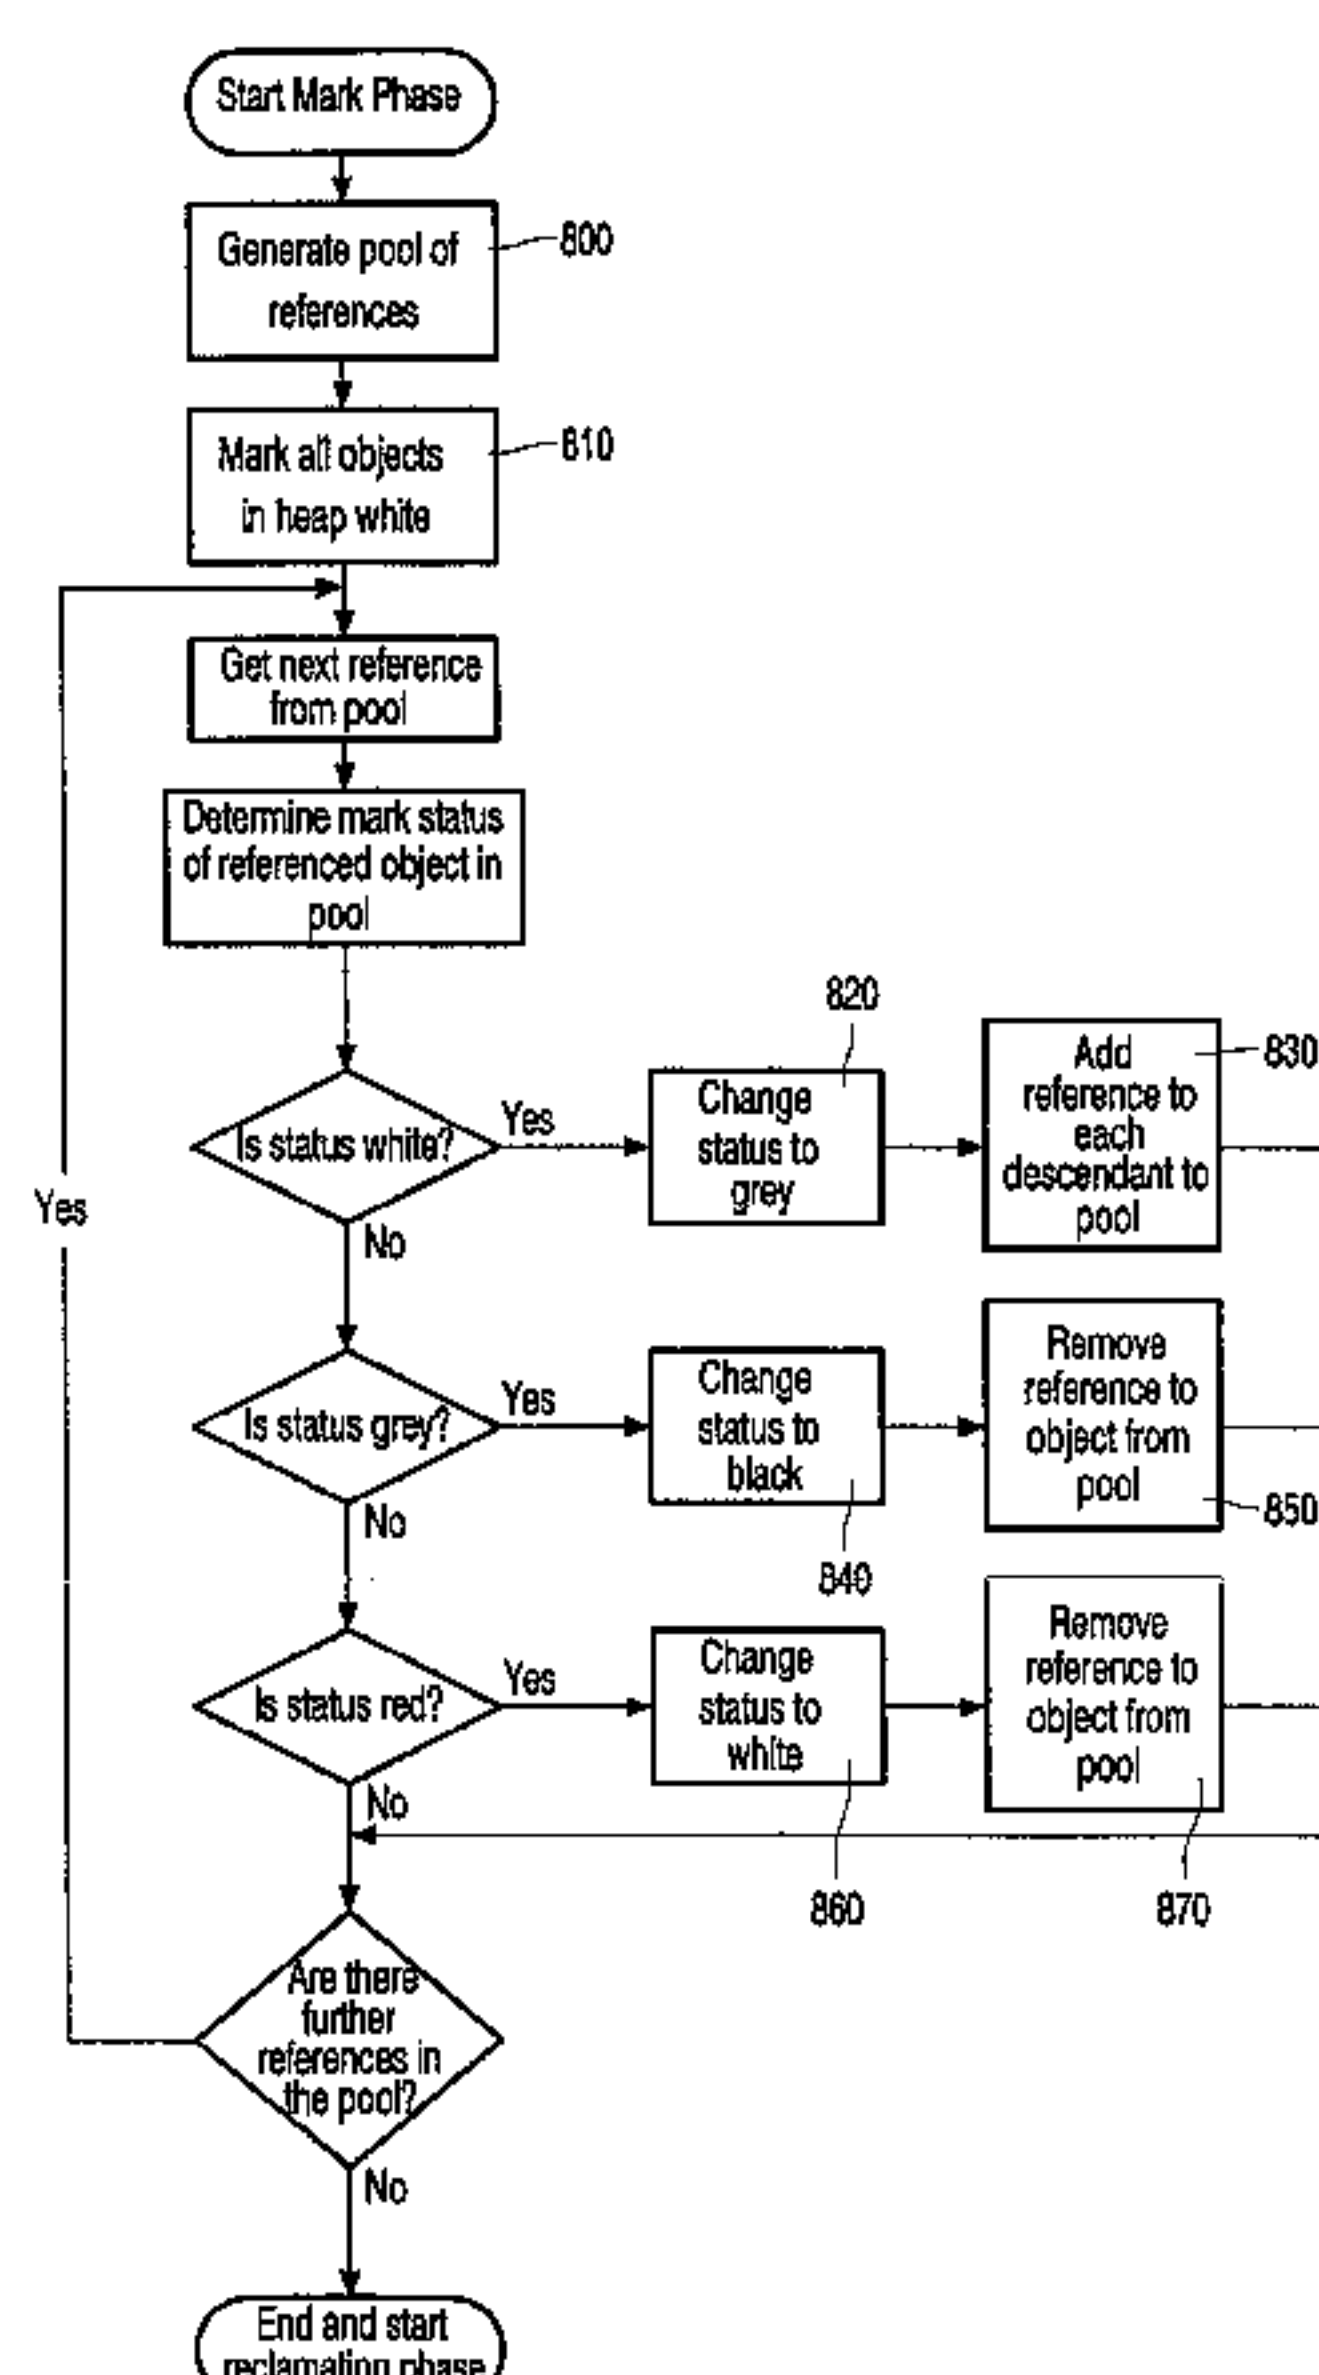 Start Mark Phase
Generate pool of
references
800
Mark all objects
in heap white
810
Get next reference
from pool
Determine mark status
of referenced object in
pool
Is status white?
Yes
No
820
Change
status to
grey
Add
reference to
each
descendant to
pool
830
Yes
Is status grey?
Yes
No
Change
status to
black
840
Remove
reference to
object from
pool
850
Is status red?
Yes
No
Change
status to
white
860
Remove
reference to
object from
pool
870
Are there
further
references in
the pool?
No
End and start
reclamation phase